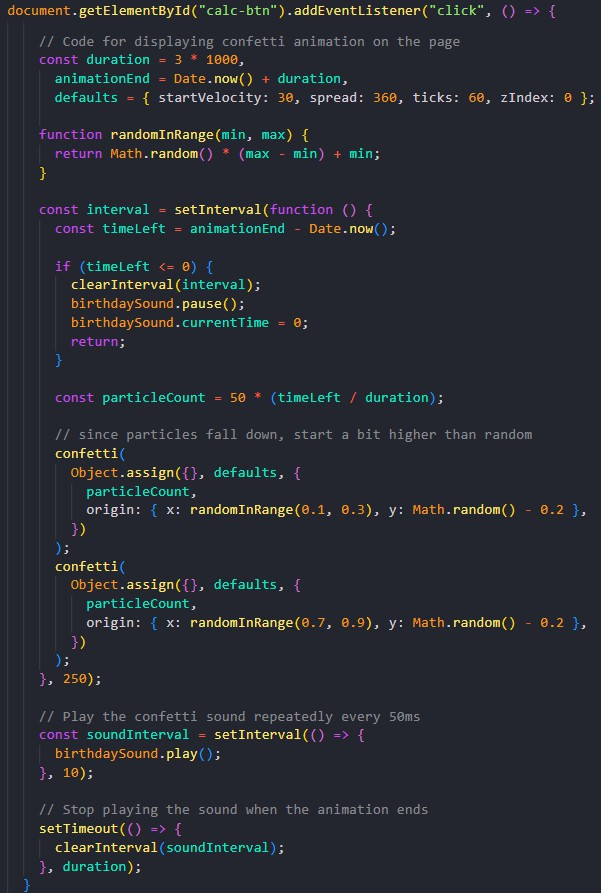 document.getElementById("calc-btn").addEventListener("click", () => {
// Code for displaying confetti animation on the page
const duration = 3 * 1000,
animationEnd = Date.now() + duration,
defaults = { startVelocity: 30, spread: 360, ticks: 60, zIndex: 0 };
function randomInRange(min, max) {
return Math.random() * (max - min) + min;
}
const interval = setInterval(function () {
const timeLeft = animationEnd - Date.now();
if (timeLeft <= 0) {
clearInterval(interval);
birthdaySound.pause();
birthdaySound.currentTime = 0;
return;
}
const particleCount = 50 * (timeLeft / duration);
// since particles fall down, start a bit higher than random
confetti(
Object.assign({}, defaults, {
particleCount,
origin: { x: randomInRange(0.1, 0.3), y: Math.random() - 0.2 },
})
);
confetti(
Object.assign({}, defaults, {
particleCount,
origin: { x: randomInRange(0.7, 0.9), y: Math.random() - 0.2 },
})
);
}, 250);
// Play the confetti sound repeatedly every 50ms
const soundInterval = setInterval(() => {
birthdaySound.play();
}, 10);
// Stop playing the sound when the animation ends
setTimeout(() => {
clearInterval(soundInterval);
}, duration);
}